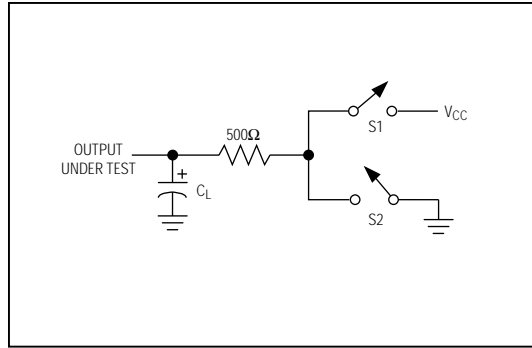 500Ω
V_CC
S1
OUTPUT
UNDER TEST
+
C_L
S2